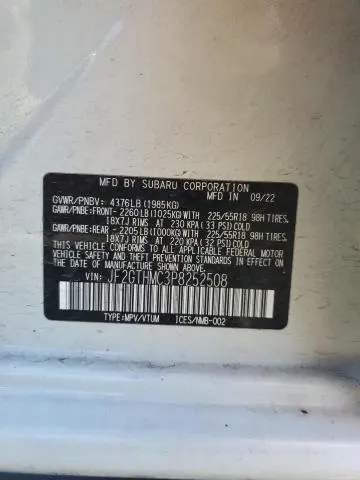 MFD BY SUBARU CORPORATION
GVWR/PNBV: 4376LB (1985KG) MFD IN 09/22
GAWR/PNBE:FRONT- 2260LB(1025KG)WITH 225/55R18 98H TIRES,
18X7J RIMS AT 230 KPA(33 PSI)COLD
GAWR/PNBE:REAR - 2205LB(1000KG)WITH 225/55R18 98H TIRES,
18X7J RIMS AT 220 KPA(32 PSI)COLD
THIS VEHICLE CONFORMS TO ALL APPLICABLE FEDERAL MOTOR
VEHICLE SAFETY, BUMPER, AND THEFT PREVENTION STANDARDS
IN EFFECT ON THE DATE OF MANUFACTURE SHOWN ABOVE.
VIN: JF2GTHMC3P8252508
TYPE:MPV/VTUM ICES/NMB-002